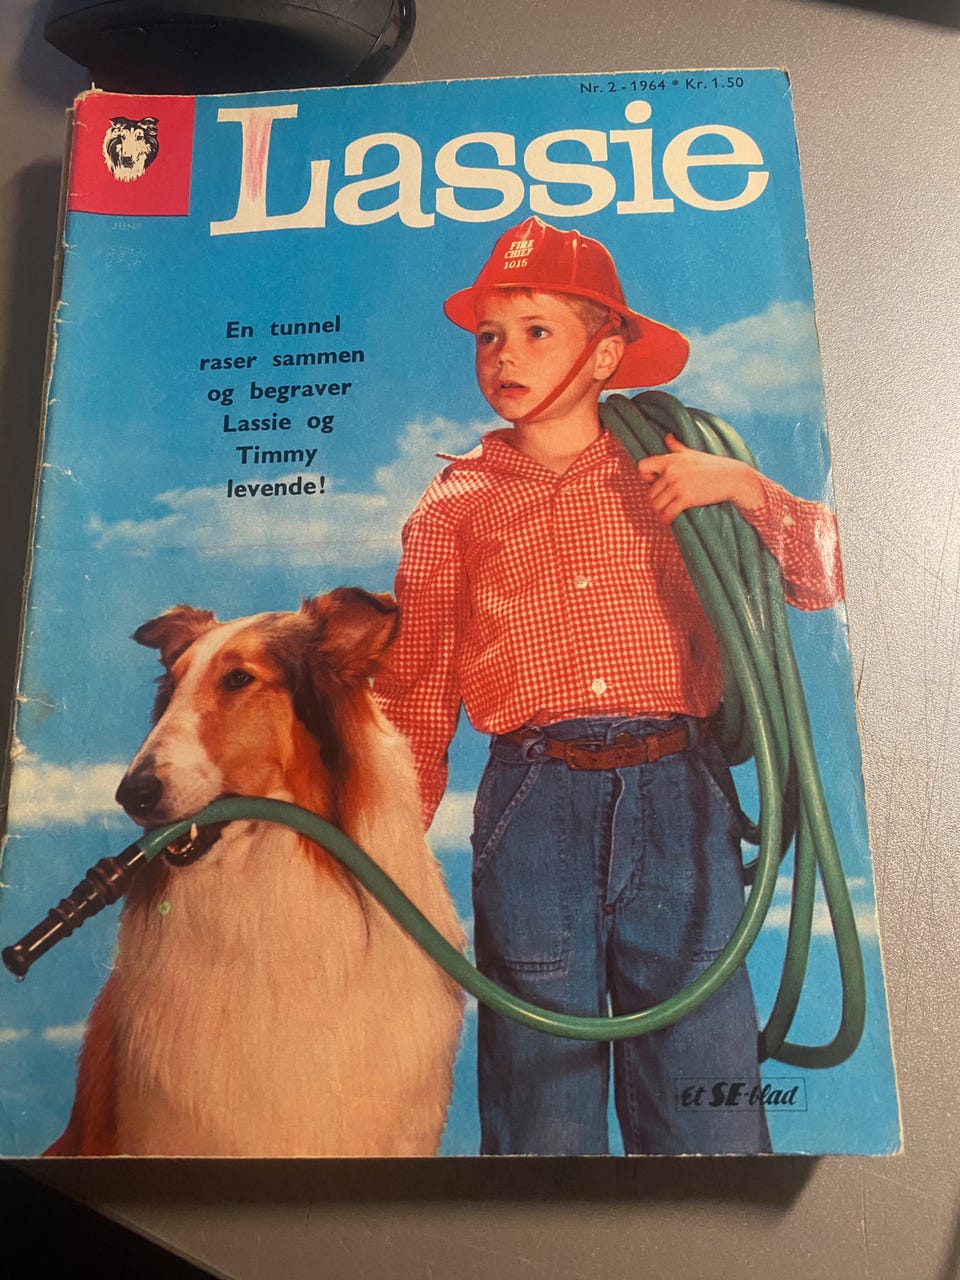 Nr. 2 - 1964 * Kr. 1.50
Lassie
JUNI
FIRE
CHIEF
1015
En tunnel
raser sammen
og begraver
Lassie og
Timmy
levende!
Et SE-blad